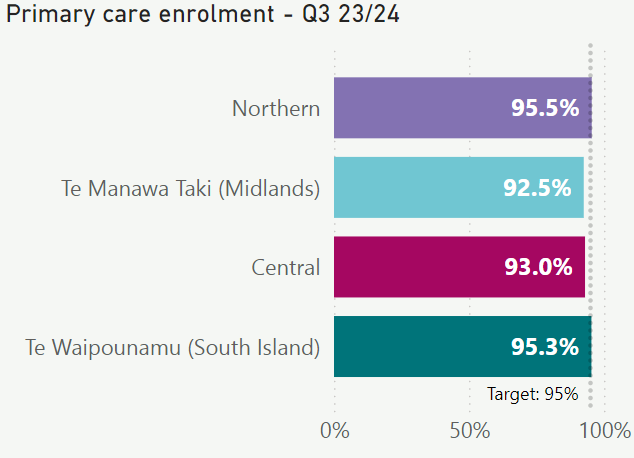 Primary care enrolment - Q3 23/24
Northern 95.5%
Te Manawa Taki (Midlands) 92.5%
Central 93.0%
Te Waipounamu (South Island) 95.3%
Target: 95%
0% 50% 100%